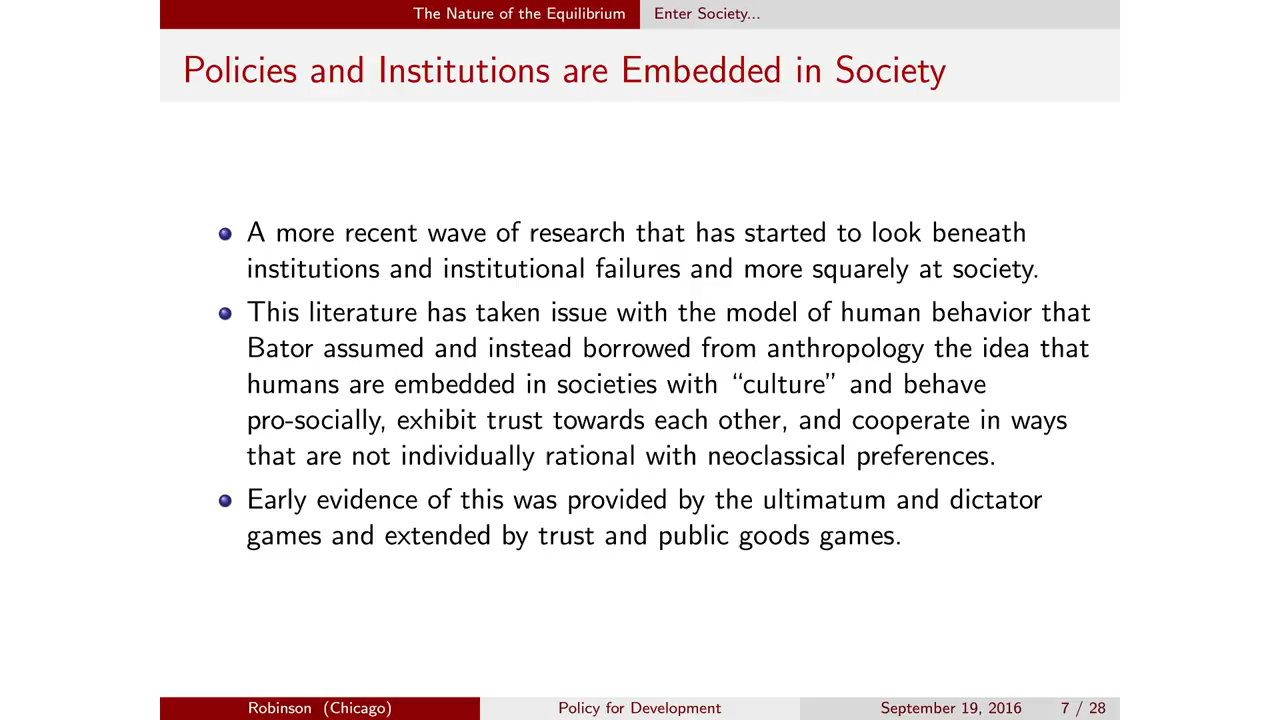 The Nature of the Equilibrium Enter Society...
Policies and Institutions are Embedded in Society
A more recent wave of research that has started to look beneath
institutions and institutional failures and more squarely at society.
This literature has taken issue with the model of human behavior that
Bator assumed and instead borrowed from anthropology the idea that
humans are embedded in societies with “culture” and behave
pro-socially, exhibit trust towards each other, and cooperate in ways
that are not individually rational with neoclassical preferences.
Early evidence of this was provided by the ultimatum and dictator
games and extended by trust and public goods games.
Robinson (Chicago) Policy for Development September 19, 2016 7 / 28